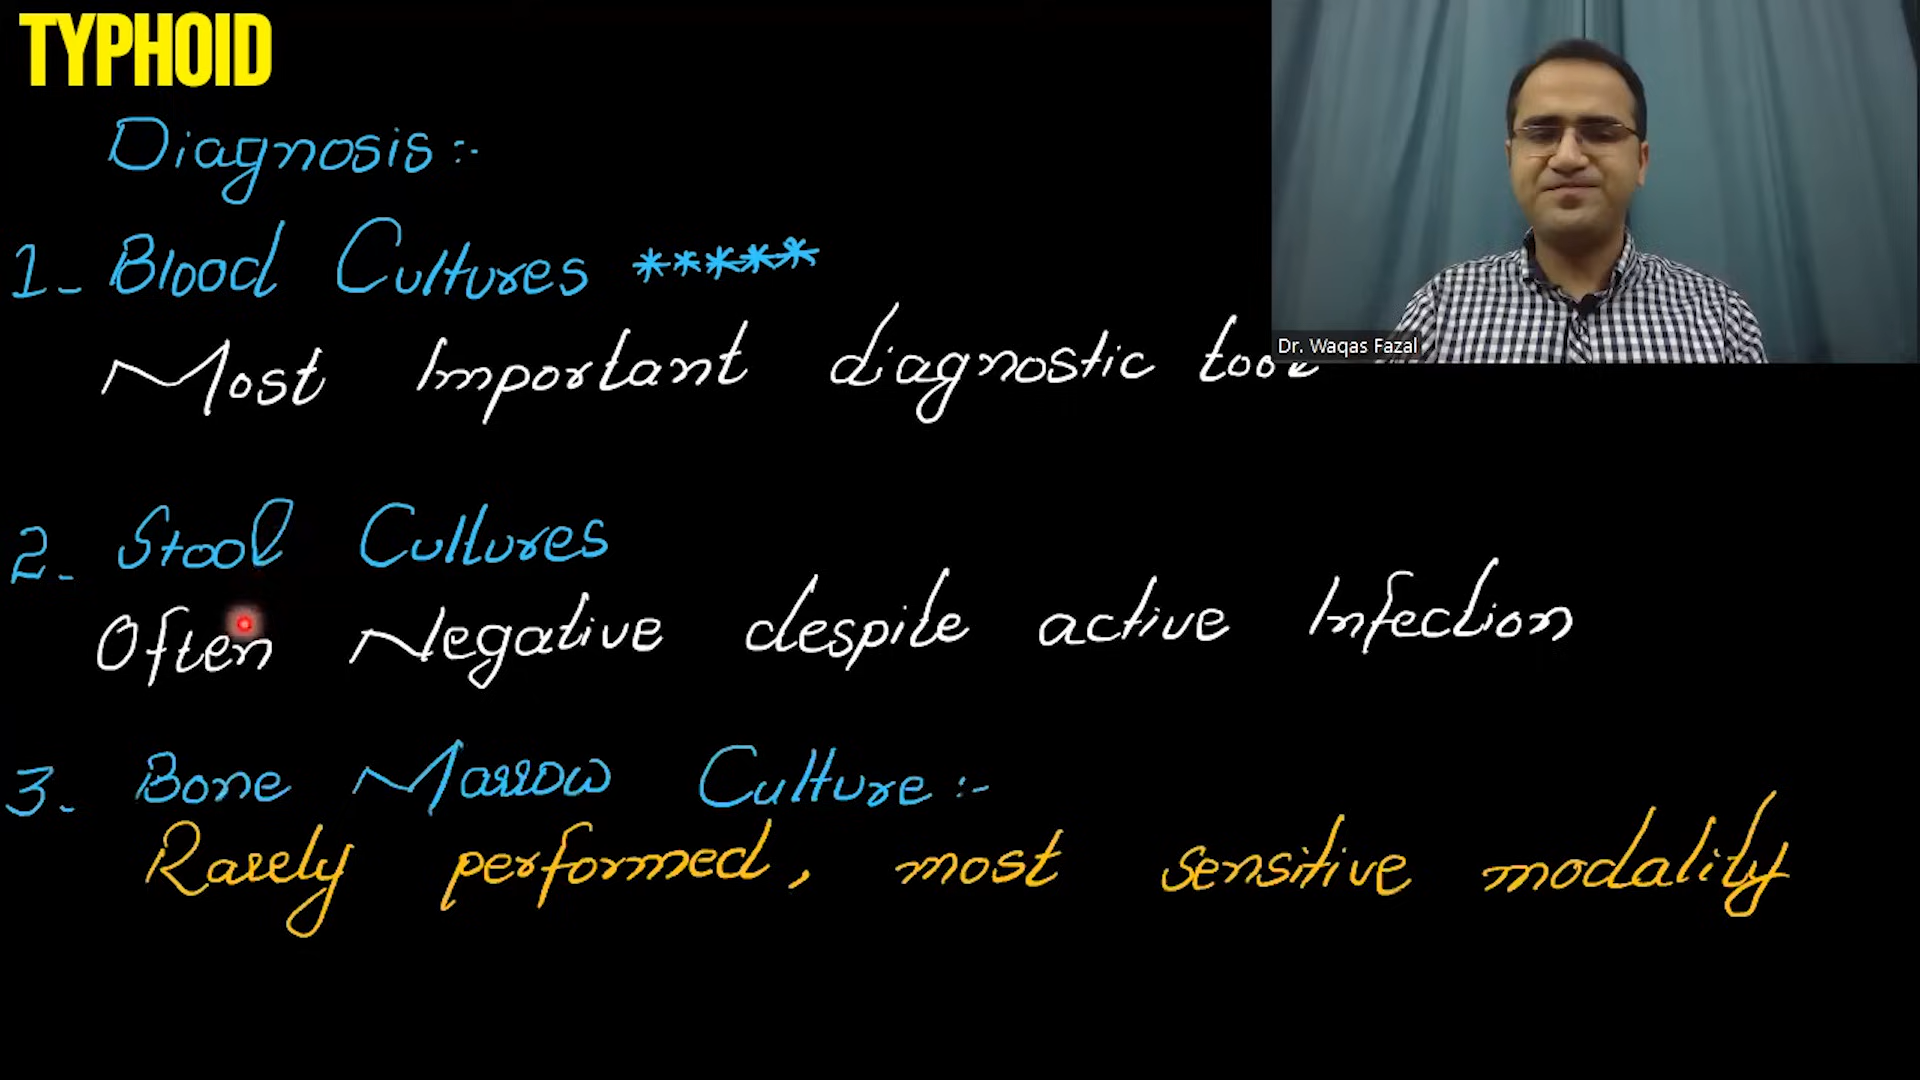 TYPHOID
Diagnosis :-
1- Blood Cultures *****
Most Important diagnostic tool
Dr. Waqas Fazal
2- Stool Cultures
Often Negative despite active Infection
3- Bone Marrow Culture :-
Rarely performed, most sensitive modality